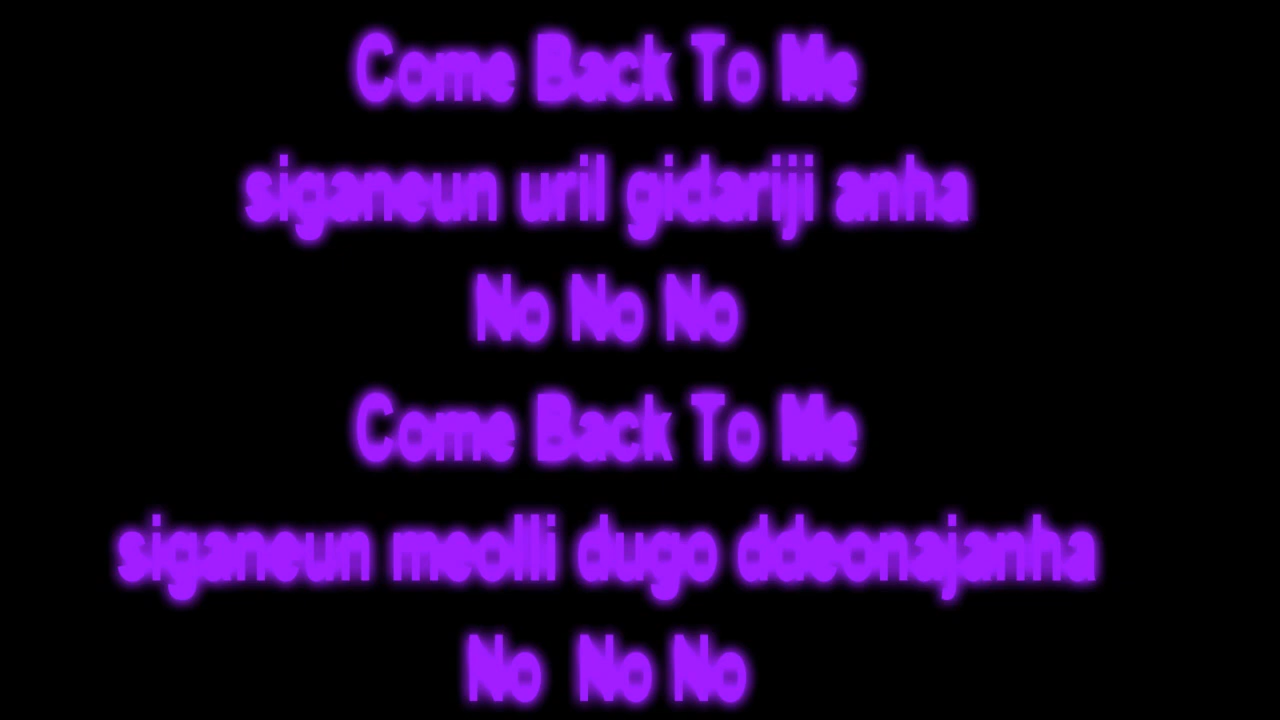 Come Back To Me
siganeun uril gidariji anha
No No No
Come Back To Me
siganeun meolli dugo ddeonajanha
No No No